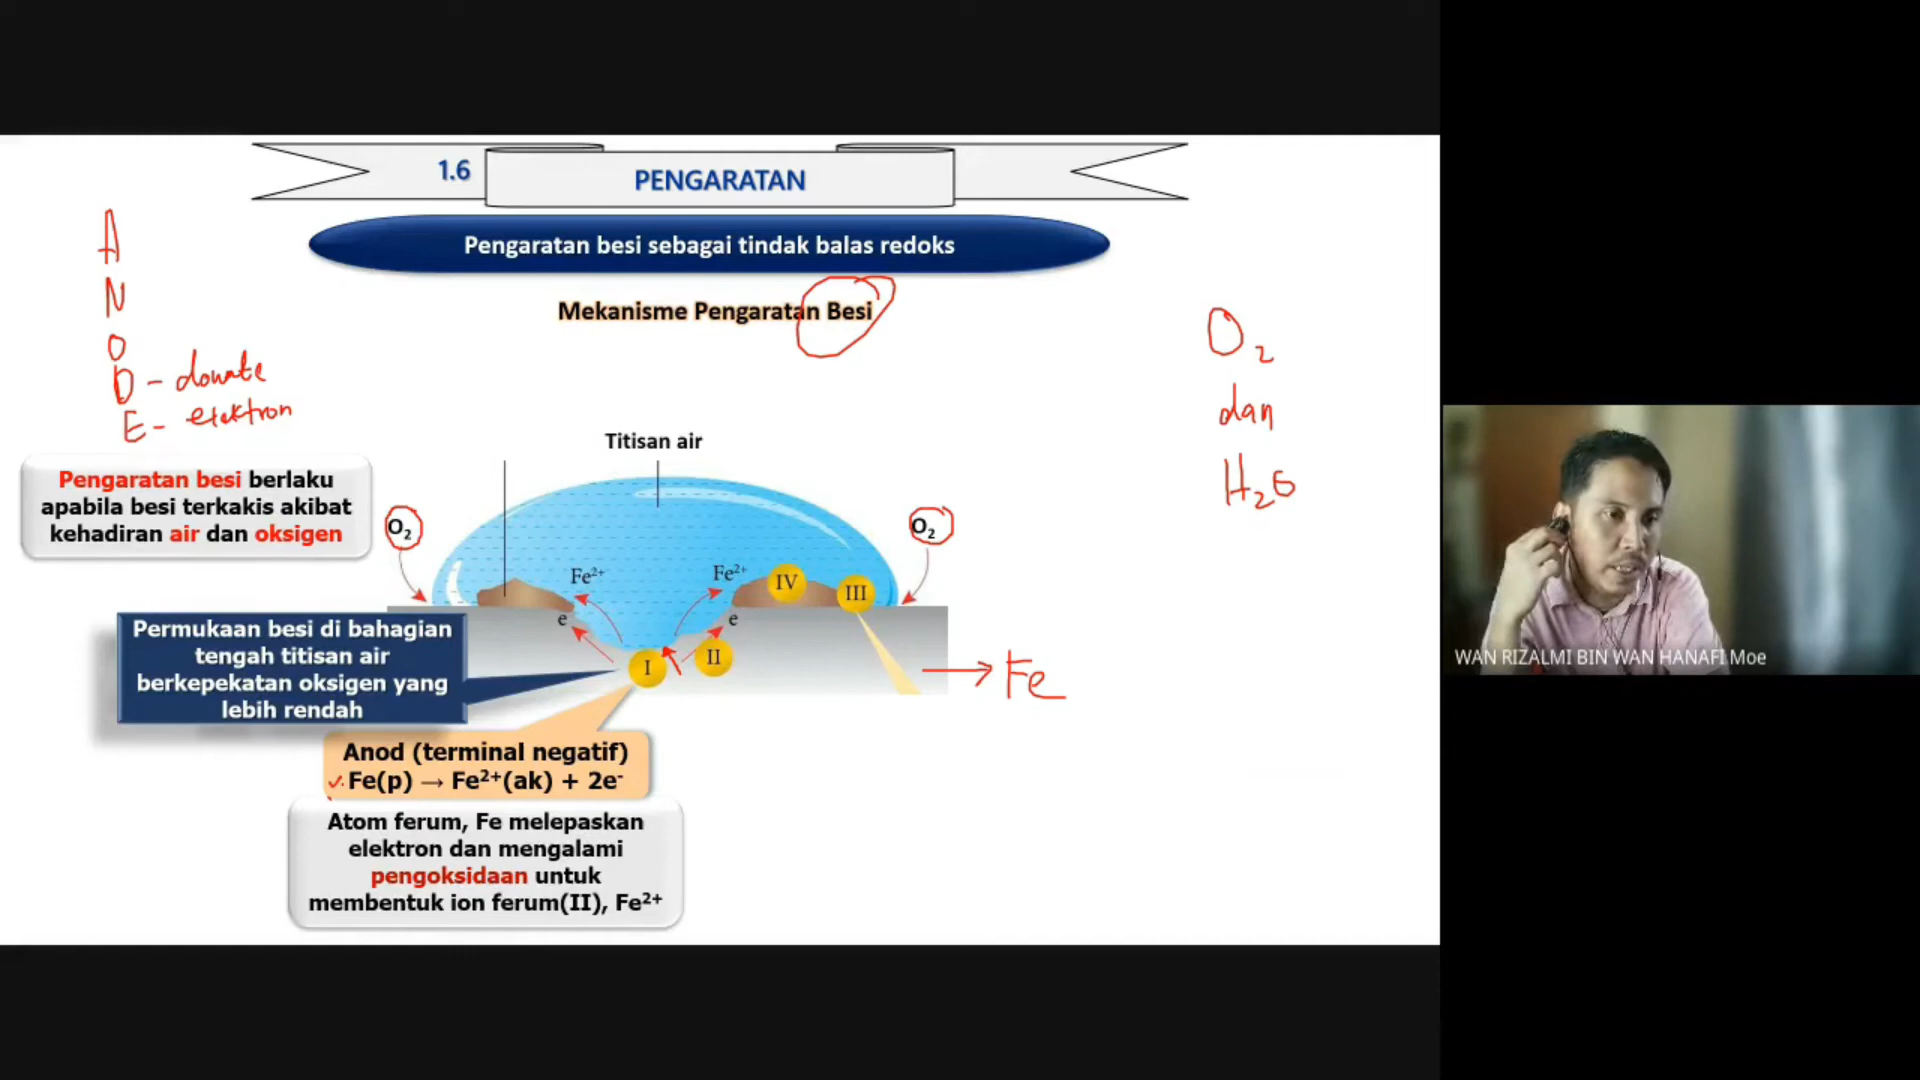 1.6
PENGARATAN
Pengaratan besi sebagai tindak balas redoks
Mekanisme Pengaratan Besi
A
N
O
D - donate
E - elektron
O₂
dan
H₂O
Pengaratan besi berlaku
apabila besi terkakis akibat
kehadiran air dan oksigen
Titisan air
O₂
O₂
Fe²⁺
Fe²⁺
IV
III
e
e
I
II
Fe
Permukaan besi di bahagian
tengah titisan air
berkepekatan oksigen yang
lebih rendah
Anod (terminal negatif)
Fe(p) → Fe²⁺(ak) + 2e⁻
Atom ferum, Fe melepaskan
elektron dan mengalami
pengoksidaan untuk
membentuk ion ferum(II), Fe²⁺
WAN RIZALMI BIN WAN HANAFI Moe